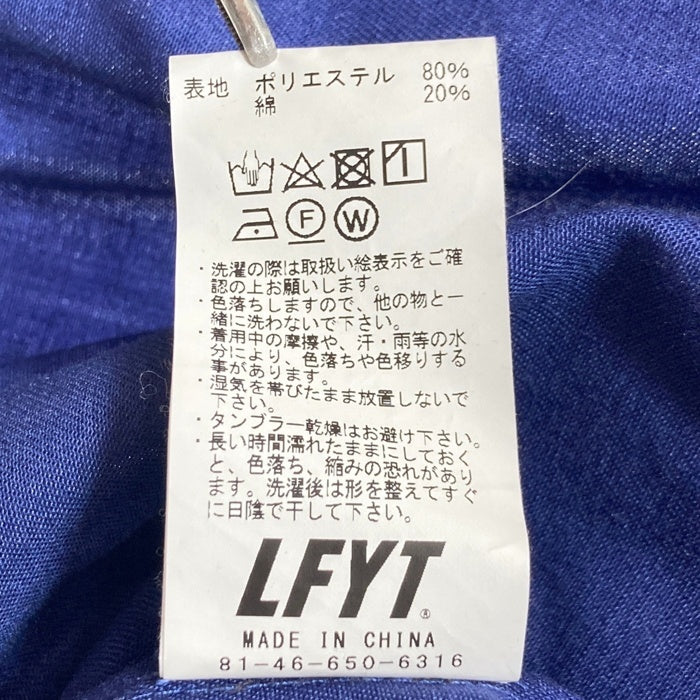 表地 ポリエステル 80%
綿 20%
F W
・洗濯の際は取扱い絵表示をご確
認の上お願いします。
・色落ちしますので、他の物と一
緒に洗わないで下さい。
・着用中の摩擦や、汗・雨等の水
分により、色落ちや色移りする
事があります。
・湿気を帯びたまま放置しないで
下さい。
・タンブラー乾燥はお避け下さい。
・長い時間濡れたままにしておく
と、色落ち、縮みの恐れがあり
ます。洗濯後は形を整えてすぐ
に日陰で干して下さい。
LFYT®
MADE IN CHINA
81-46-650-6316